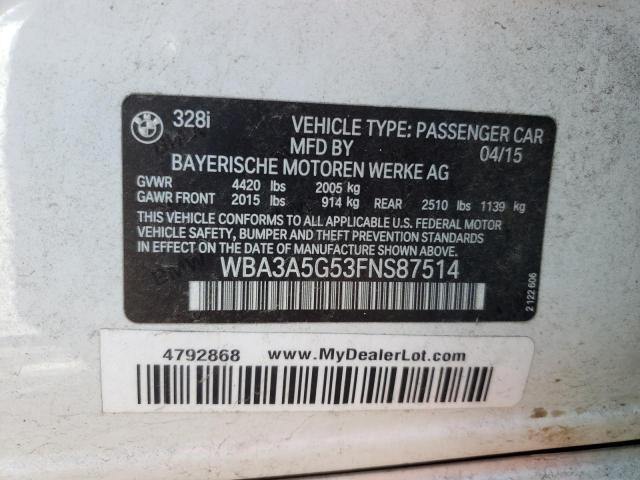 328i VEHICLE TYPE: PASSENGER CAR
MFD BY 04/15
BAYERISCHE MOTOREN WERKE AG
GVWR 4420 lbs 2005 kg
GAWR FRONT 2015 lbs 914 kg REAR 2510 lbs 1139 kg
THIS VEHICLE CONFORMS TO ALL APPLICABLE U.S. FEDERAL MOTOR
VEHICLE SAFETY, BUMPER AND THEFT PREVENTION STANDARDS
IN EFFECT ON THE DATE OF MANUFACTURE SHOWN ABOVE.
WBA3A5G53FNS87514
2 122 606
4792868 www.MyDealerLot.com